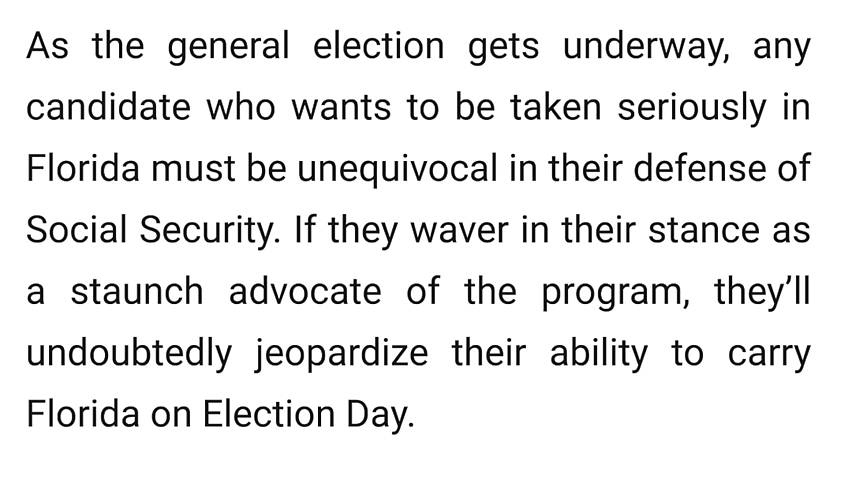 As the general election gets underway, any
candidate who wants to be taken seriously in
Florida must be unequivocal in their defense of
Social Security. If they waver in their stance as
a staunch advocate of the program, they’ll
undoubtedly jeopardize their ability to carry
Florida on Election Day.